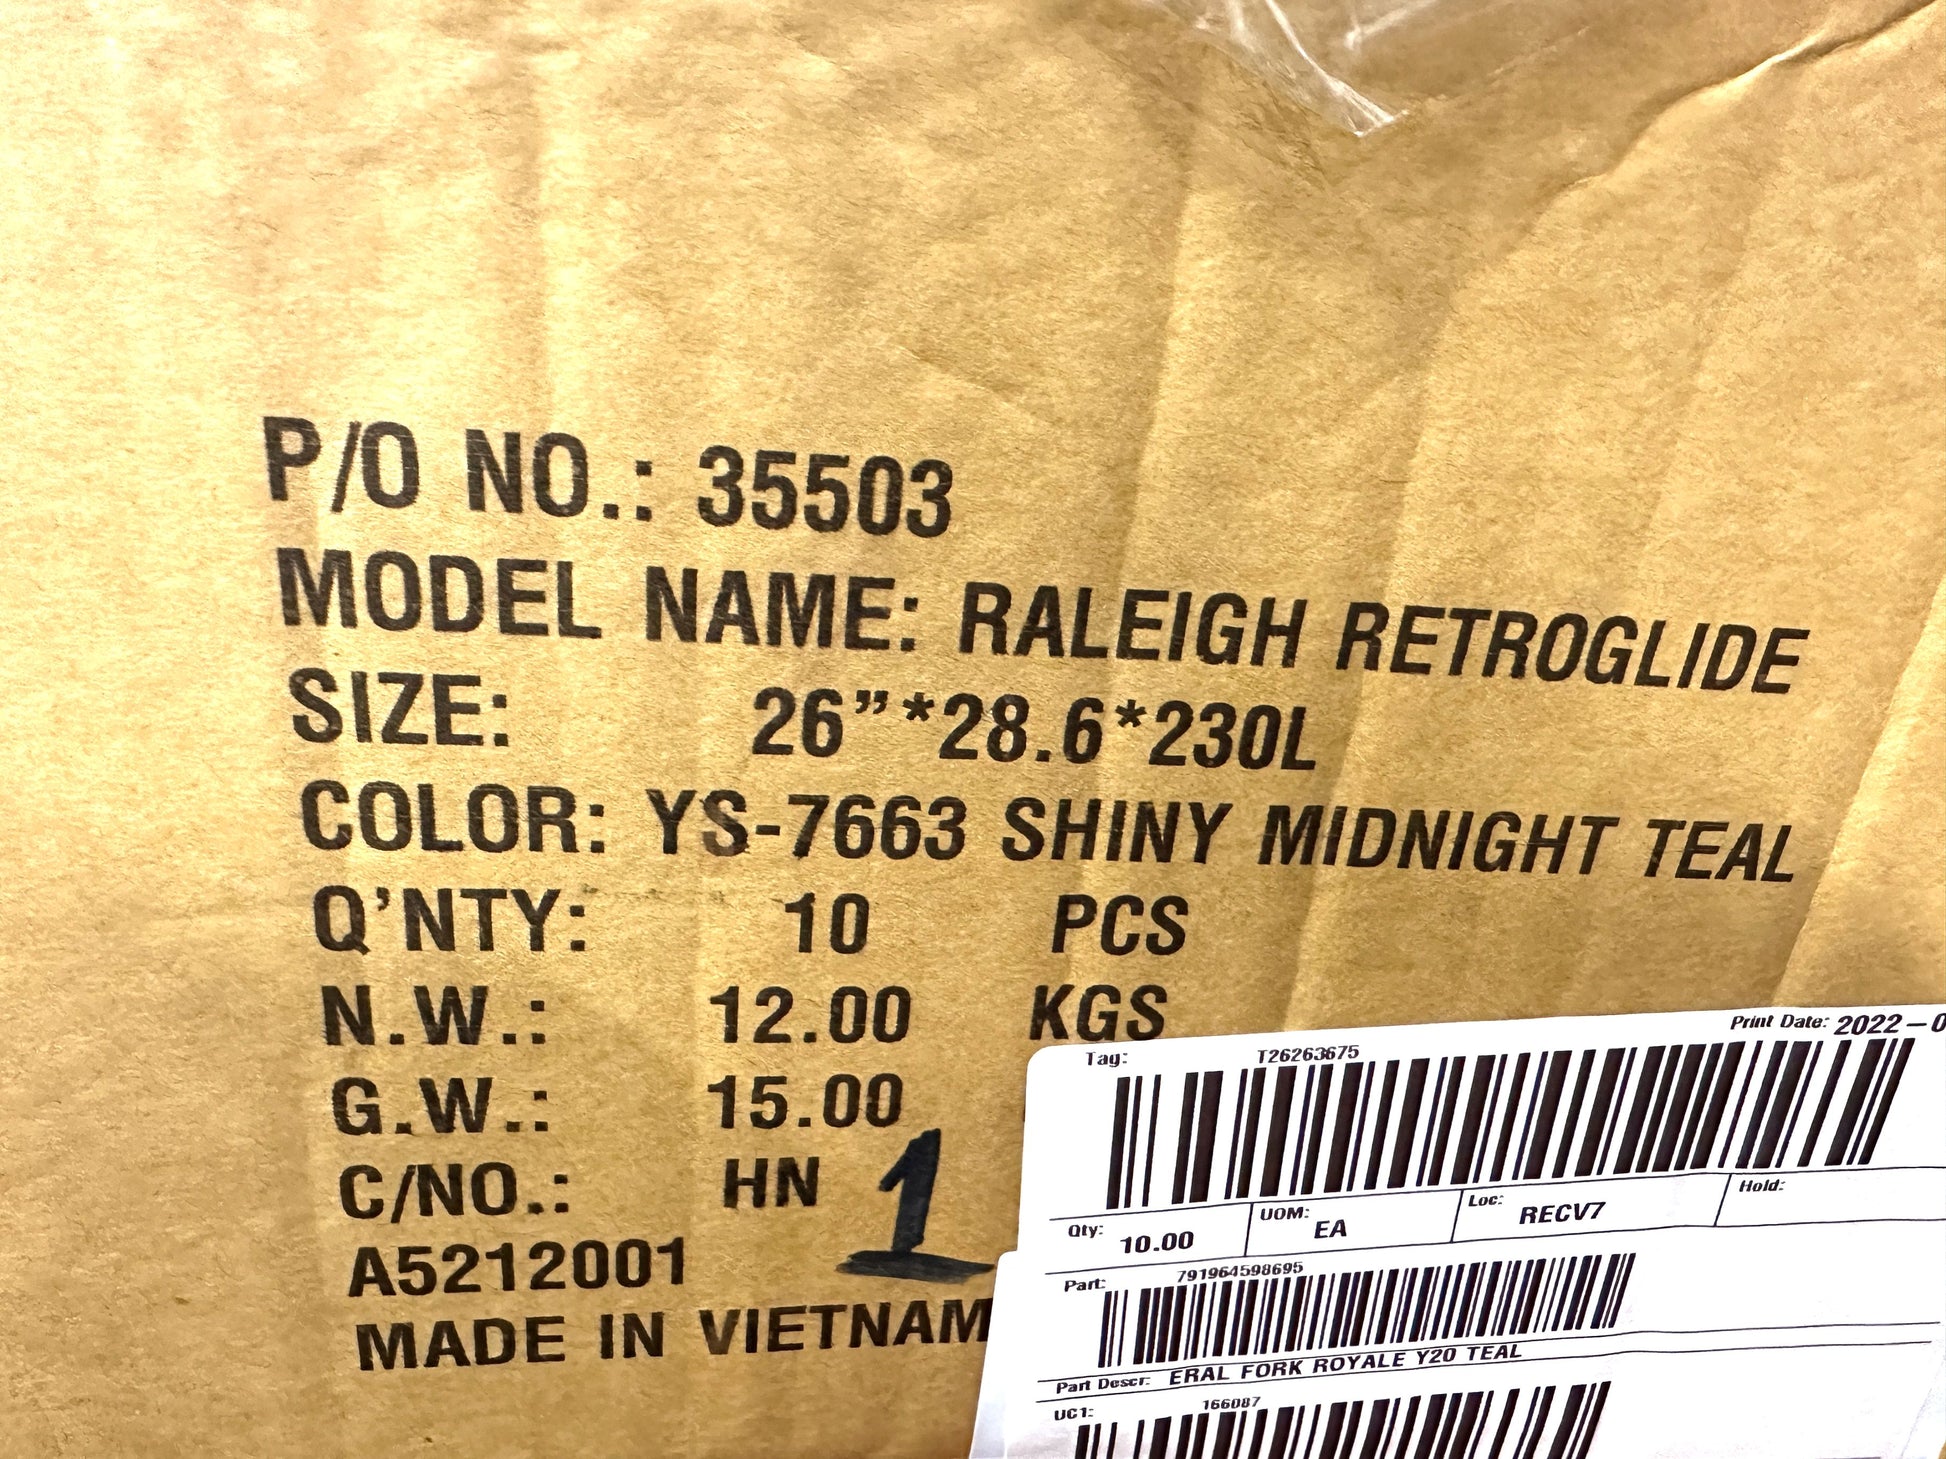 P/O NO.: 35503
MODEL NAME: RALEIGH RETROGLIDE
SIZE: 26”*28.6*230L
COLOR: YS-7663 SHINY MIDNIGHT TEAL
Q’NTY: 10 PCS
N.W.: 12.00 KGS
G.W.: 15.00
C/NO.: HN 1
A5212001
MADE IN VIETNAM
Print Date: 2022-0
Tag: T26263675
Qty: 10.00 UOM: EA Loc: RECV7 Hold:
Part: 791964598695
Part Descr: ERAL FORK ROYALE Y20 TEAL
UC1: 166087